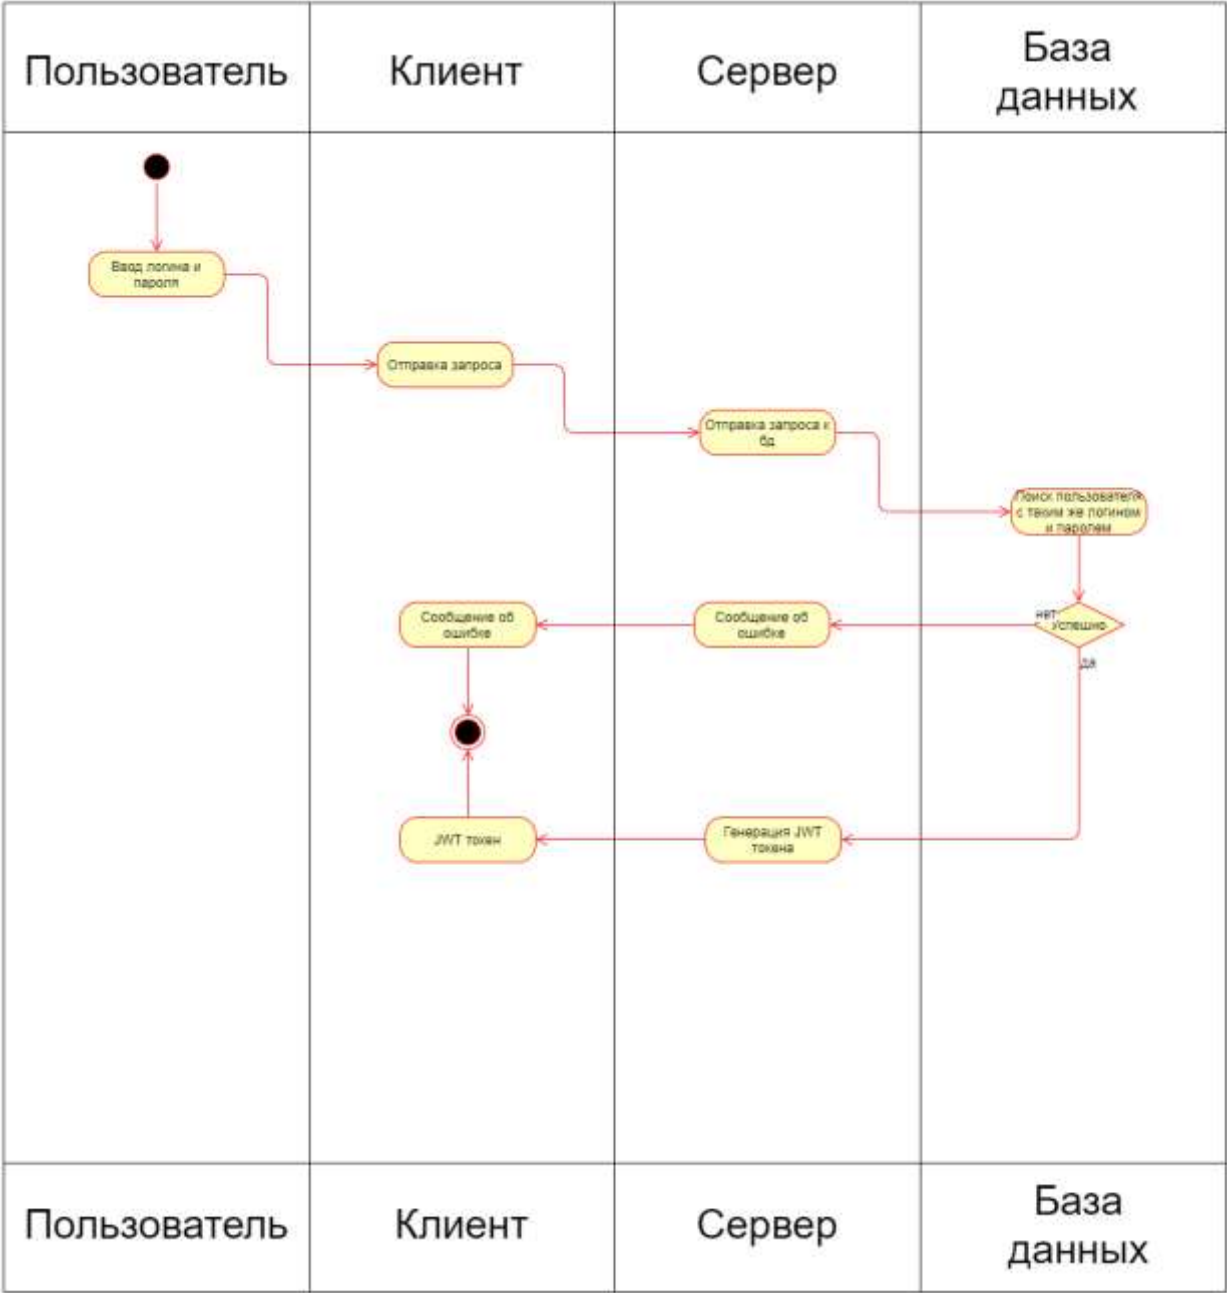 Пользователь
Клиент
Сервер
База
данных
Ввод логина и
пароля
Отправка запроса
Отправка запроса к
бд
Поиск пользователя
с таким же логином
и паролем
Сообщение об
ошибке
Сообщение об
ошибке
нет
Успешно
да
JWT токен
Генерация JWT
токена
Пользователь
Клиент
Сервер
База
данных